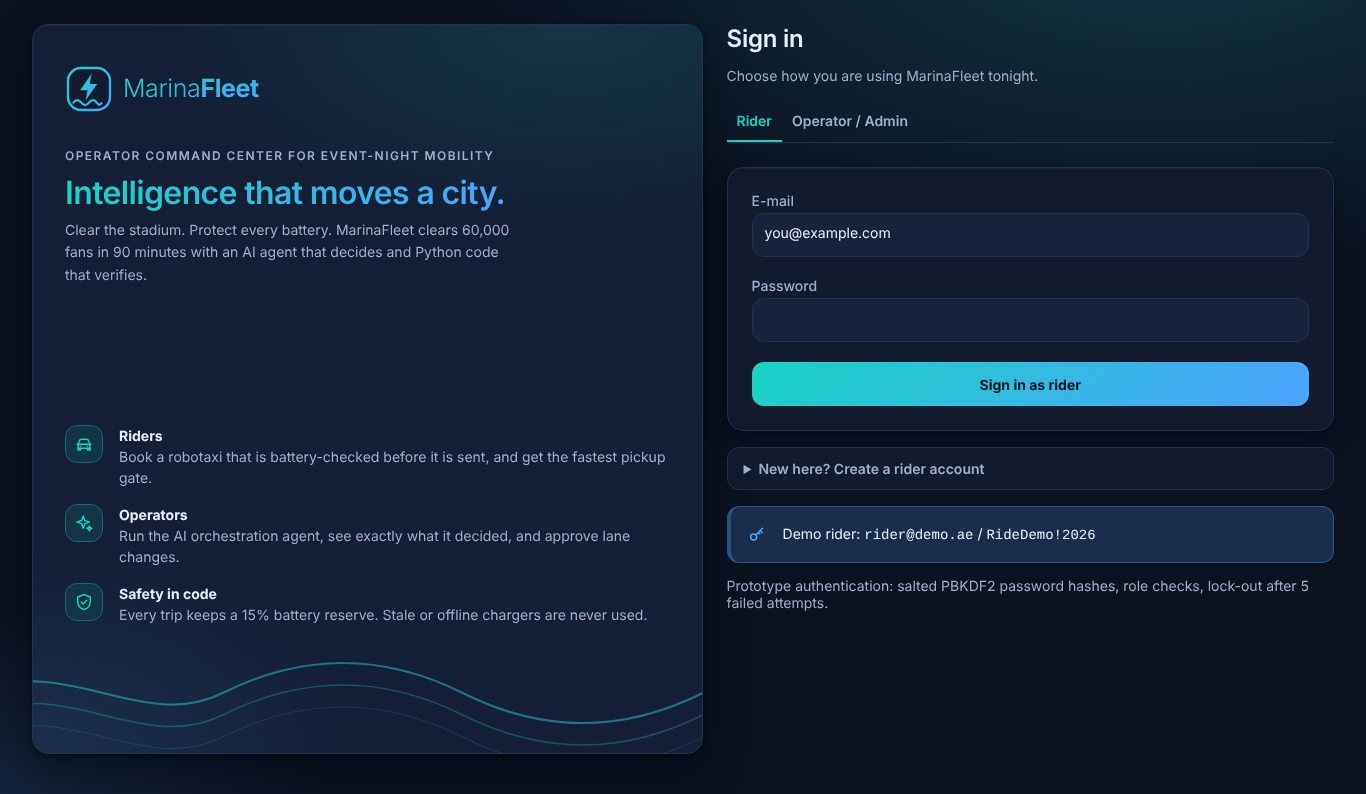 MarinaFleet
OPERATOR COMMAND CENTER FOR EVENT-NIGHT MOBILITY
Intelligence that moves a city.
Clear the stadium. Protect every battery. MarinaFleet clears 60,000
fans in 90 minutes with an AI agent that decides and Python code
that verifies.
Riders
Book a robotaxi that is battery-checked before it is sent, and get the fastest pickup
gate.
Operators
Run the AI orchestration agent, see exactly what it decided, and approve lane
changes.
Safety in code
Every trip keeps a 15% battery reserve. Stale or offline chargers are never used.
Sign in
Choose how you are using MarinaFleet tonight.
Rider Operator / Admin
E-mail
you@example.com
Password
Sign in as rider
New here? Create a rider account
Demo rider: rider@demo.ae / RideDemo!2026
Prototype authentication: salted PBKDF2 password hashes, role checks, lock-out after 5
failed attempts.